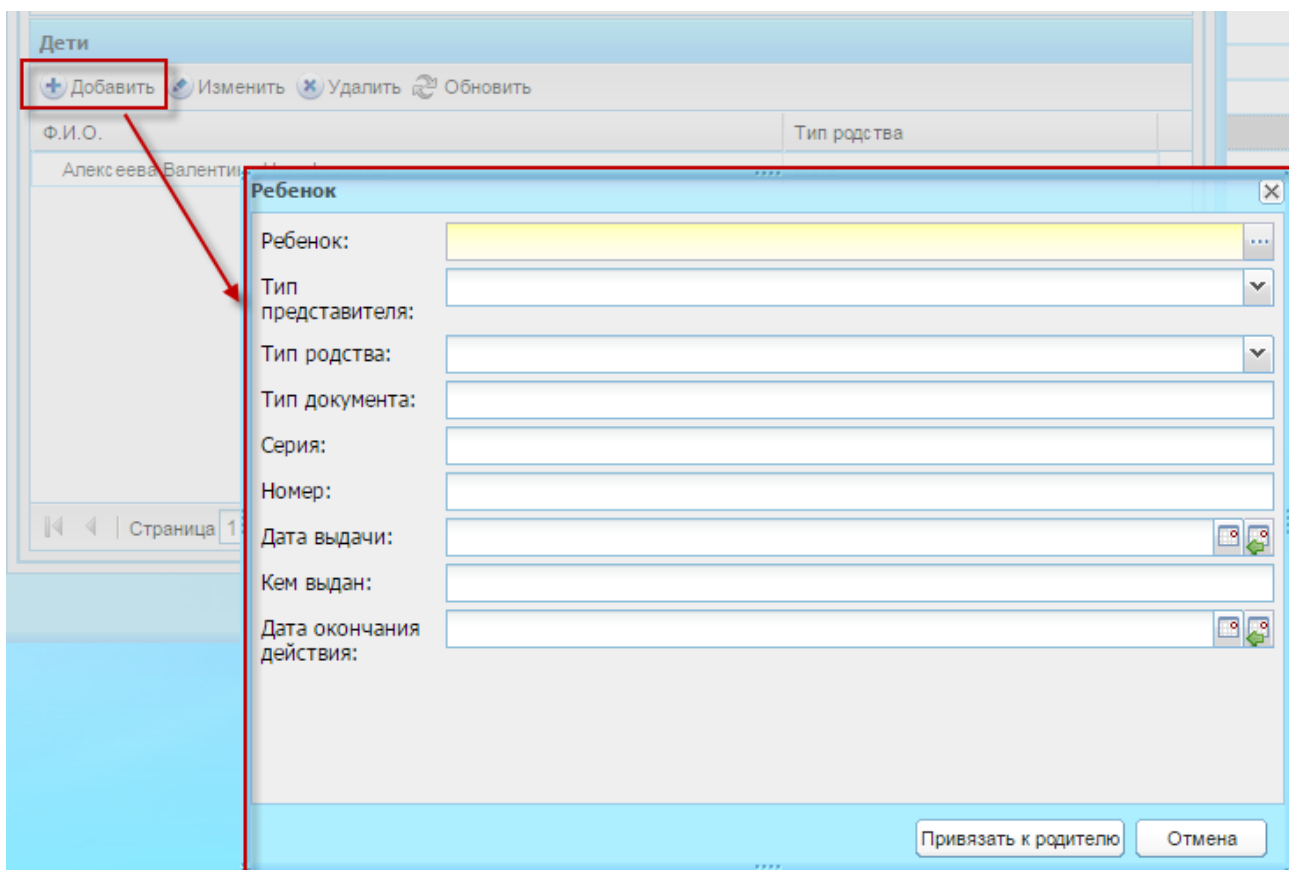 Дети
Добавить Изменить Удалить Обновить
Ф.И.О. Тип родства
Алексеева
Ребенок
Ребенок:
Тип
представителя:
Тип родства:
Тип документа:
Серия:
Номер:
Страница 1
Дата выдачи:
Кем выдан:
Дата окончания
действия:
Привязать к родителю Отмена